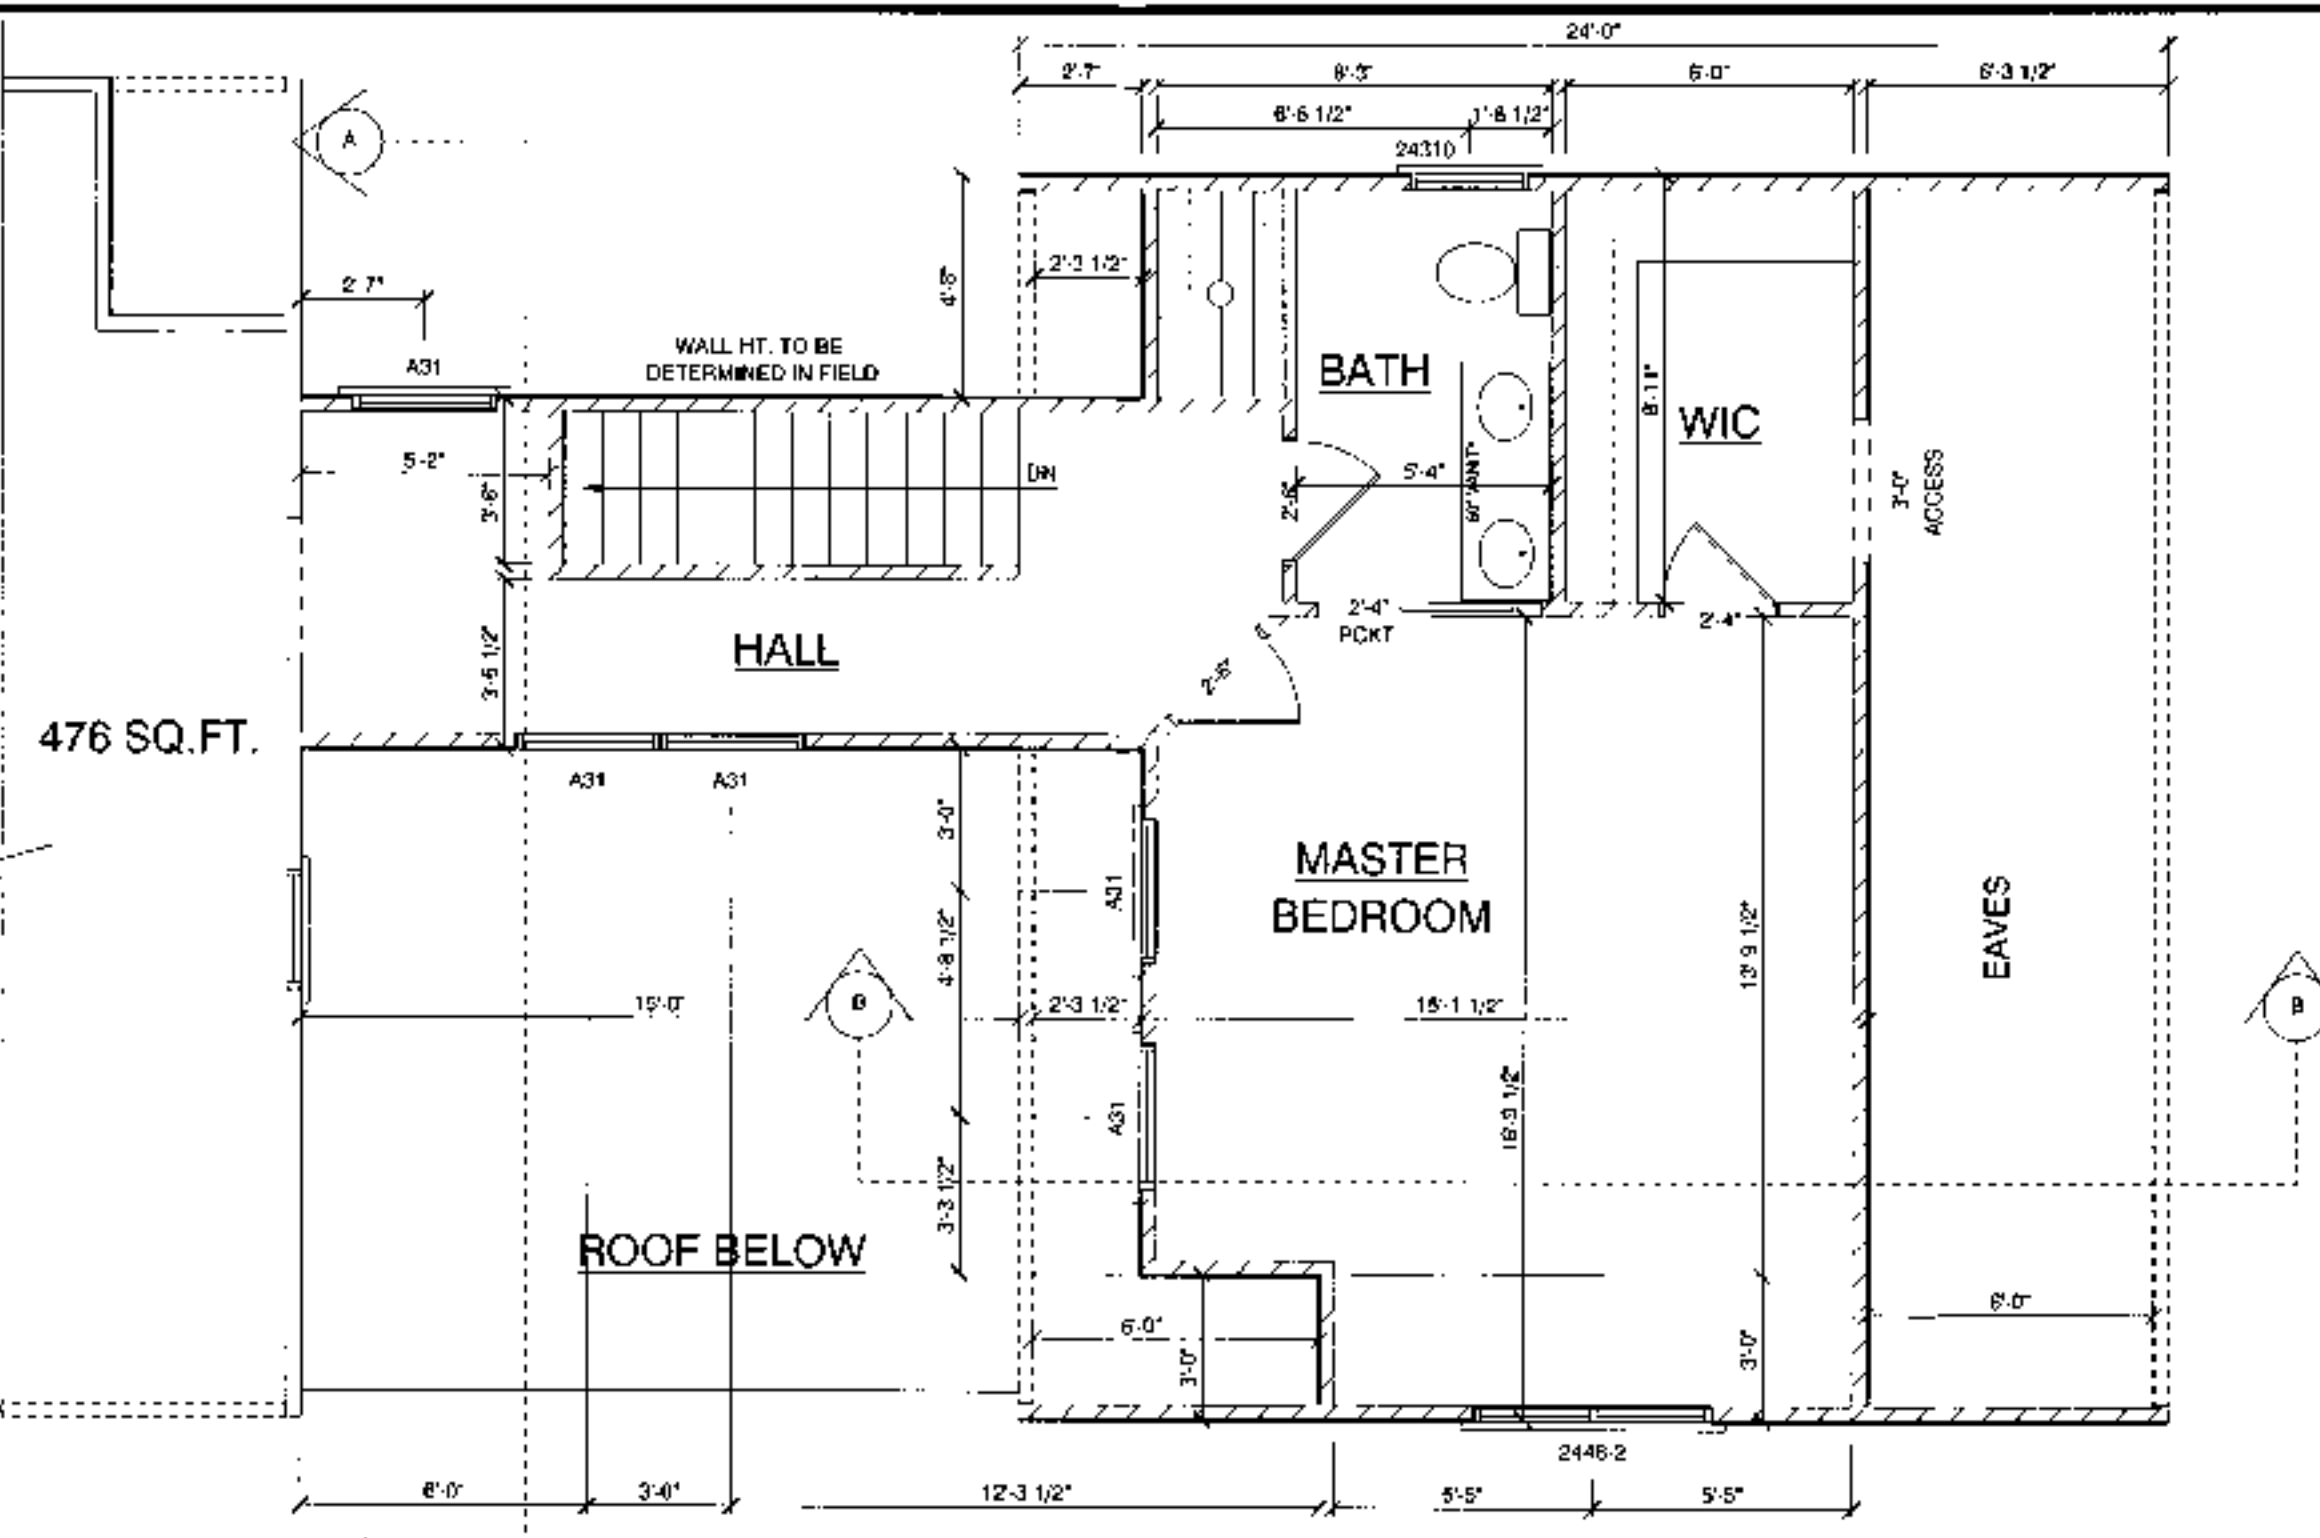 24'-0"
2'-7"
8'-3"
6'-0"
6'-3 1/2"
6'-6 1/2"
1'-8 1/2"
24310
A
2'-7"
A31
WALL HT. TO BE
DETERMINED IN FIELD
2'-3 1/2"
BATH
WIC
5'-2"
3'-6"
DN
2'-6"
5'-4"
3'-0"
ACCESS
2'-4"
PCKT
2'-4"
HALL
3'-5 1/2"
2'-6"
476 SQ.FT.
A31
A31
3'-0"
A31
MASTER
BEDROOM
4'-8 1/2"
13'-9 1/2"
EAVES
15'-0"
B
2'-3 1/2"
B
A31
3'-3 1/2"
ROOF BELOW
6'-0"
3'-0"
3'-0"
6'-0"
2446-2
6'-0"
3'-0"
12'-3 1/2"
5'-5"
5'-5"